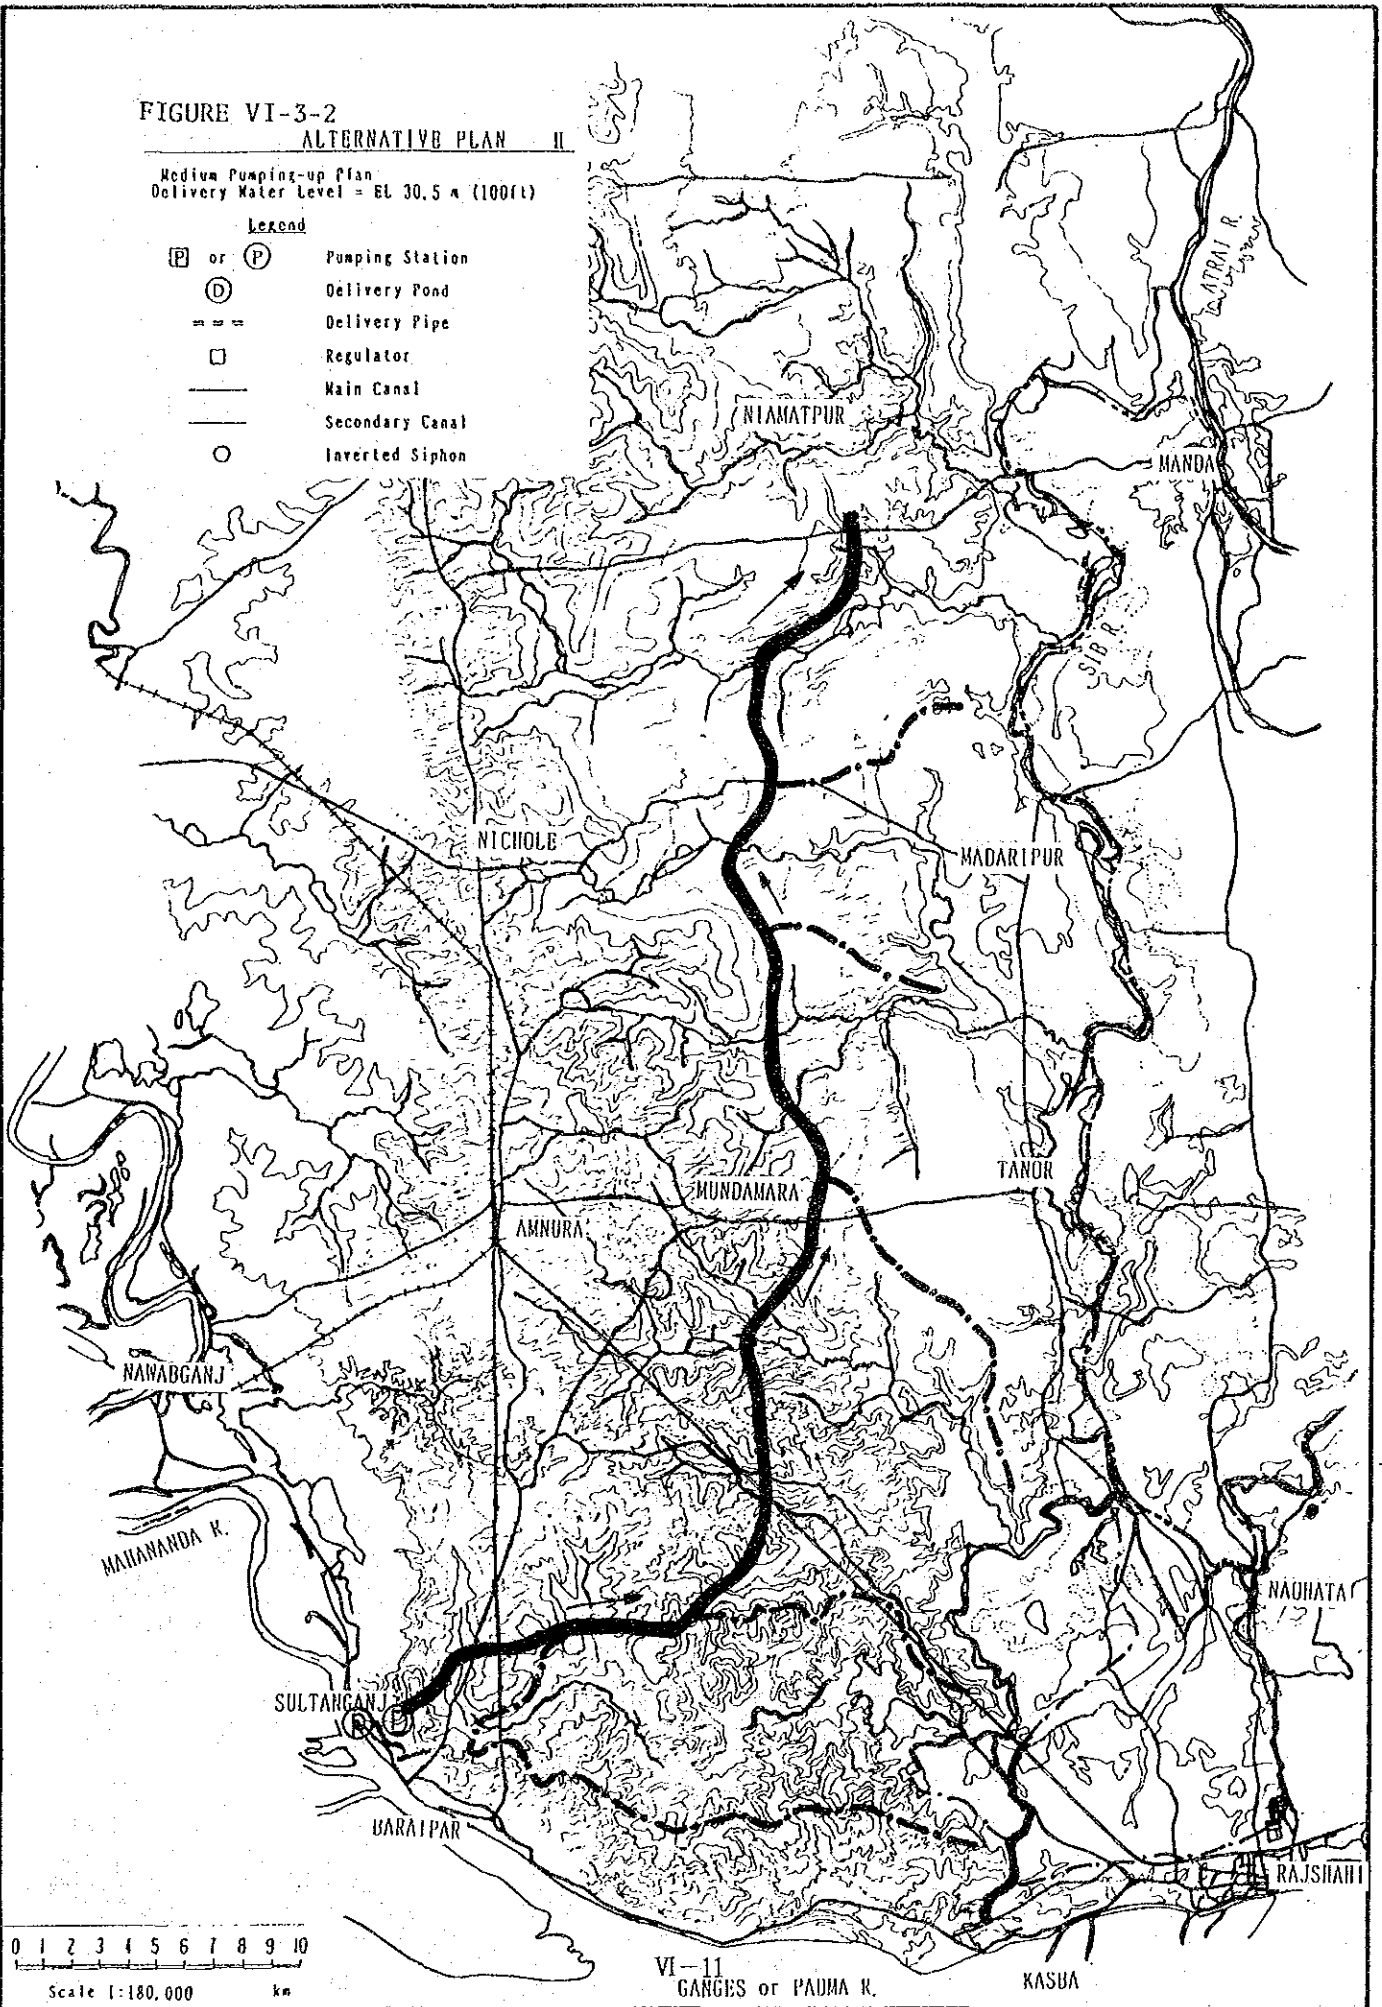 FIGURE VI-3-2
ALTERNATIVE PLAN II
Medium Pumping-up Plan
Delivery Water Level = EL 30.5 m (100ft)
Legend
P or P Pumping Station
D Delivery Pond
Delivery Pipe
Regulator
Main Canal
Secondary Canal
Inverted Siphon
ATRAI R.
NIAMATPUR
MANDA
SIB R.
NICHOLE
MADARIPUR
TANOR
MUNDAMARA
AMNURA
NAWABGANJ
MAHANANDA R.
NAOHATA
SULTANGANJ
P
BARAIPAR
RAJSHAHI
0 1 2 3 4 5 6 7 8 9 10
Scale 1:180,000 km
VI-11
GANGES or PADMA R.
KASBA